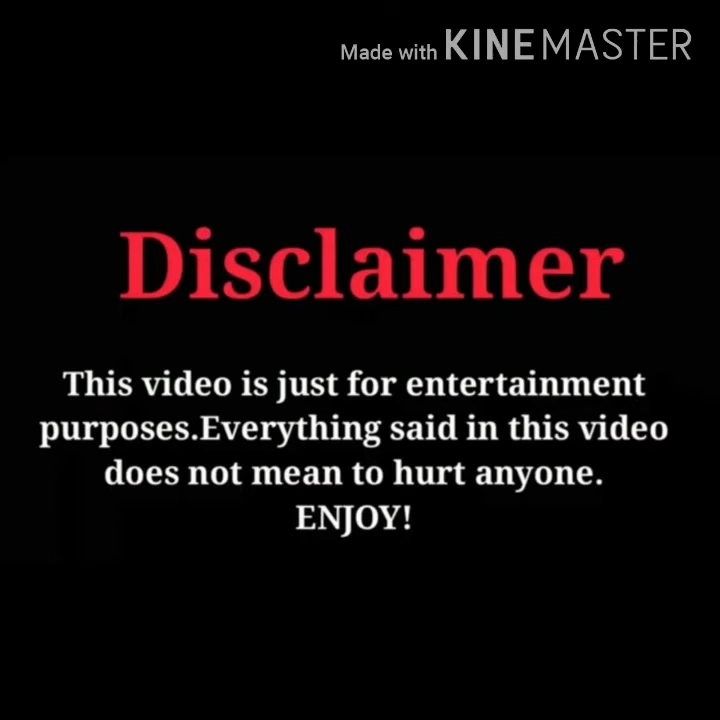 Made with KINEMASTER
Disclaimer
This video is just for entertainment
purposes.Everything said in this video
does not mean to hurt anyone.
ENJOY!